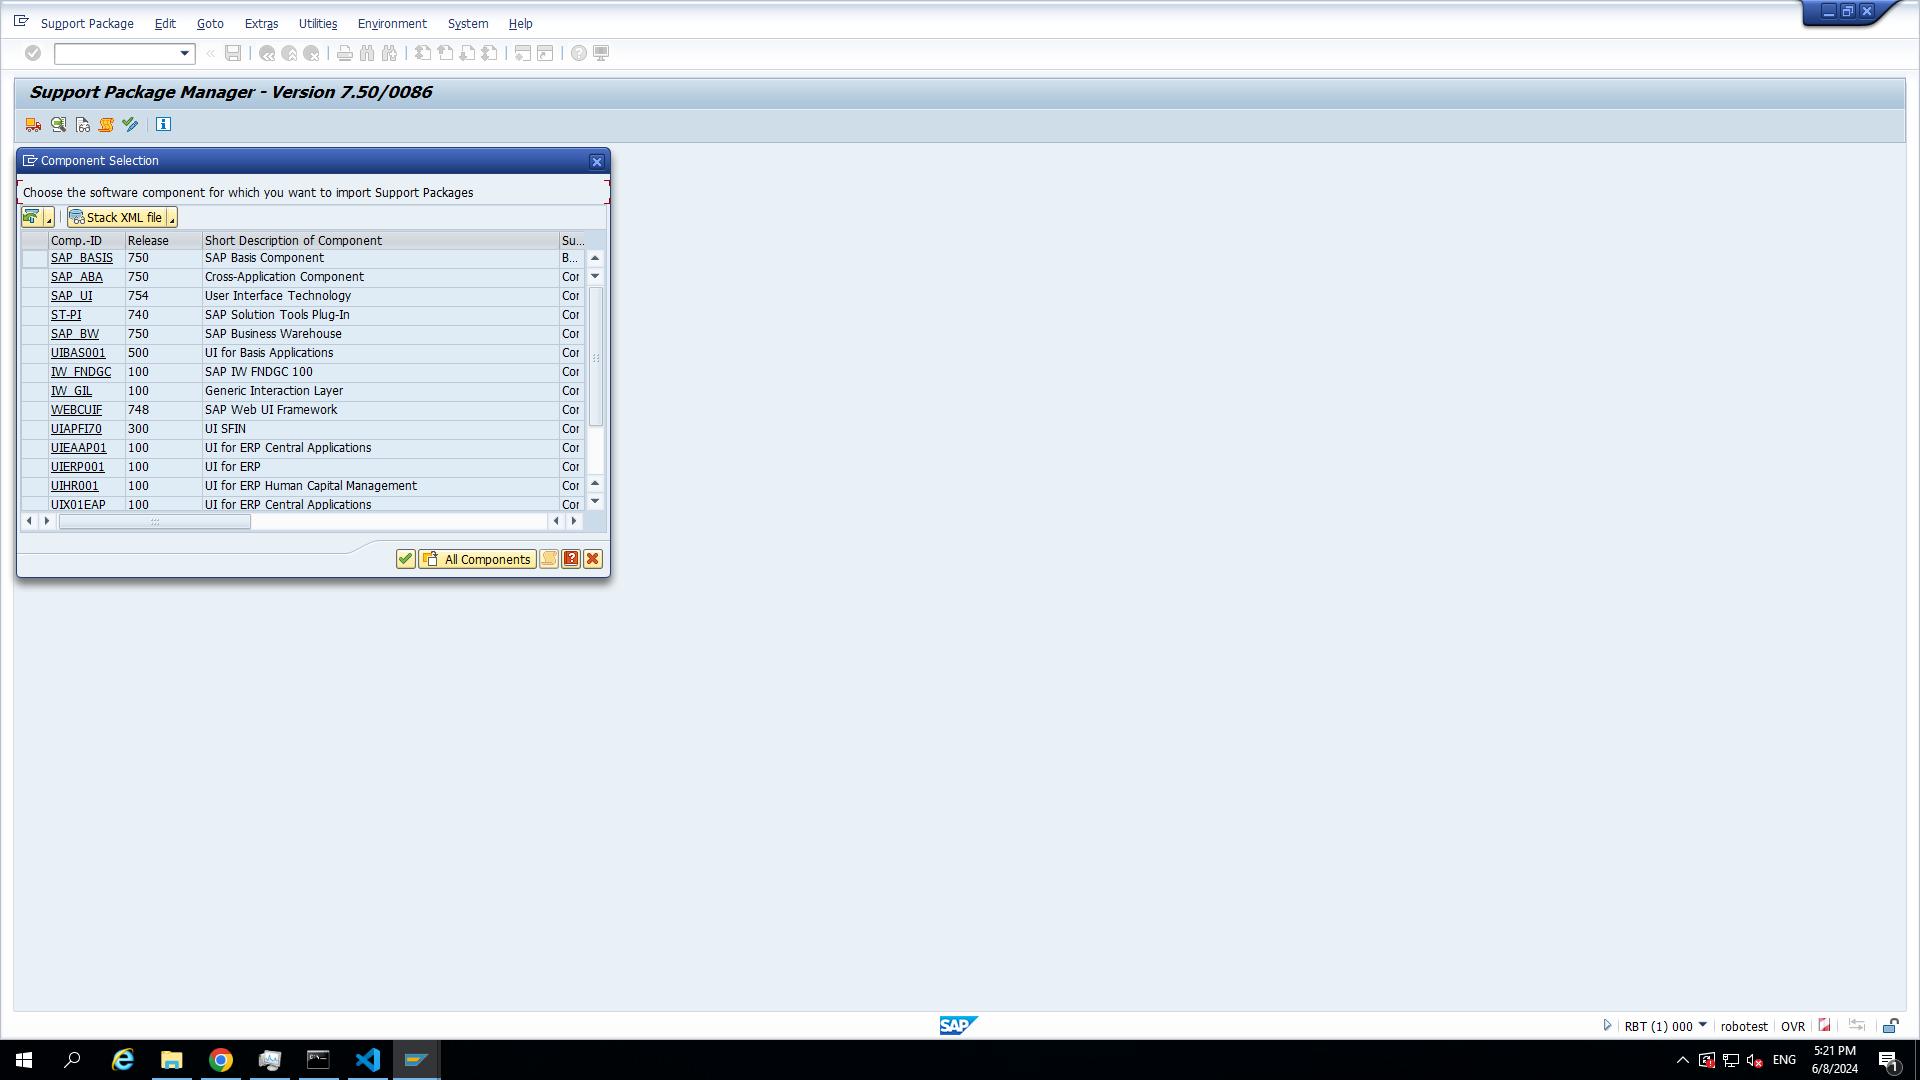 Support Package Edit Goto Extras Utilities Environment System Help
Support Package Manager - Version 7.50/0086
Component Selection
Choose the software component for which you want to import Support Packages
Stack XML file
Comp.-ID Release Short Description of Component Su...
SAP_BASIS 750 SAP Basis Component B...
SAP_ABA 750 Cross-Application Component Cor
SAP_UI 754 User Interface Technology Cor
ST-PI 740 SAP Solution Tools Plug-In Cor
SAP_BW 750 SAP Business Warehouse Cor
UIBAS001 500 UI for Basis Applications Cor
IW_FNDGC 100 SAP IW FNDGC 100 Cor
IW_GIL 100 Generic Interaction Layer Cor
WEBCUIF 748 SAP Web UI Framework Cor
UIAPFI70 300 UI SFIN Cor
UIEAAP01 100 UI for ERP Central Applications Cor
UIERP001 100 UI for ERP Cor
UIHR001 100 UI for ERP Human Capital Management Cor
UIX01EAP 100 UI for ERP Central Applications Cor
All Components
SAP
RBT (1) 000 robotest OVR
ENG
5:21 PM
6/8/2024
1